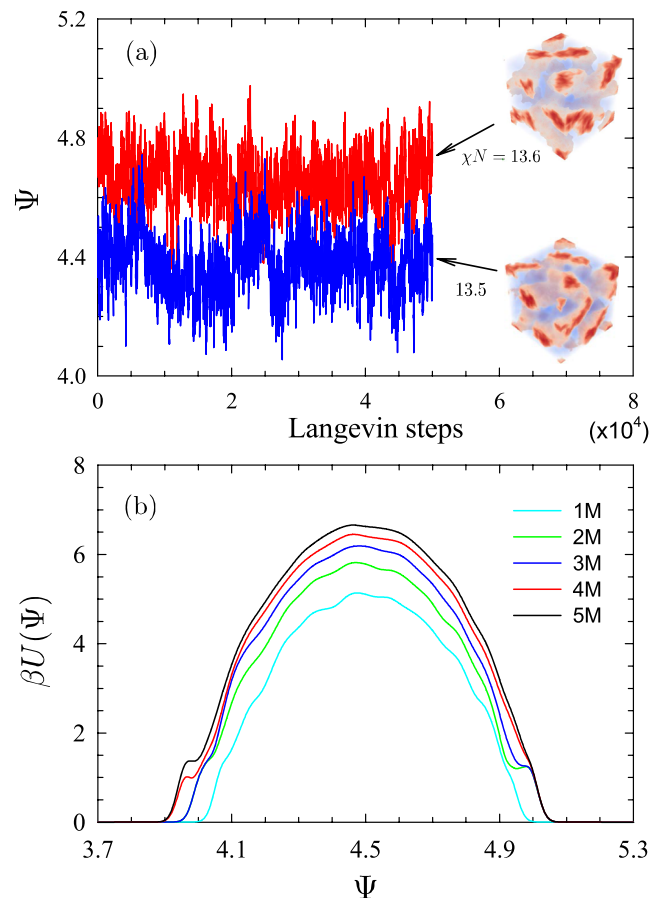 5.2
(a)
4.8
χN = 13.6
Ψ
4.4
13.5
4.0
0 2 4 6 8
Langevin steps (x10⁴)
8
(b)
1M
2M
6
3M
4M
5M
βU(Ψ)
4
2
0
3.7 4.1 4.5 4.9 5.3
Ψ